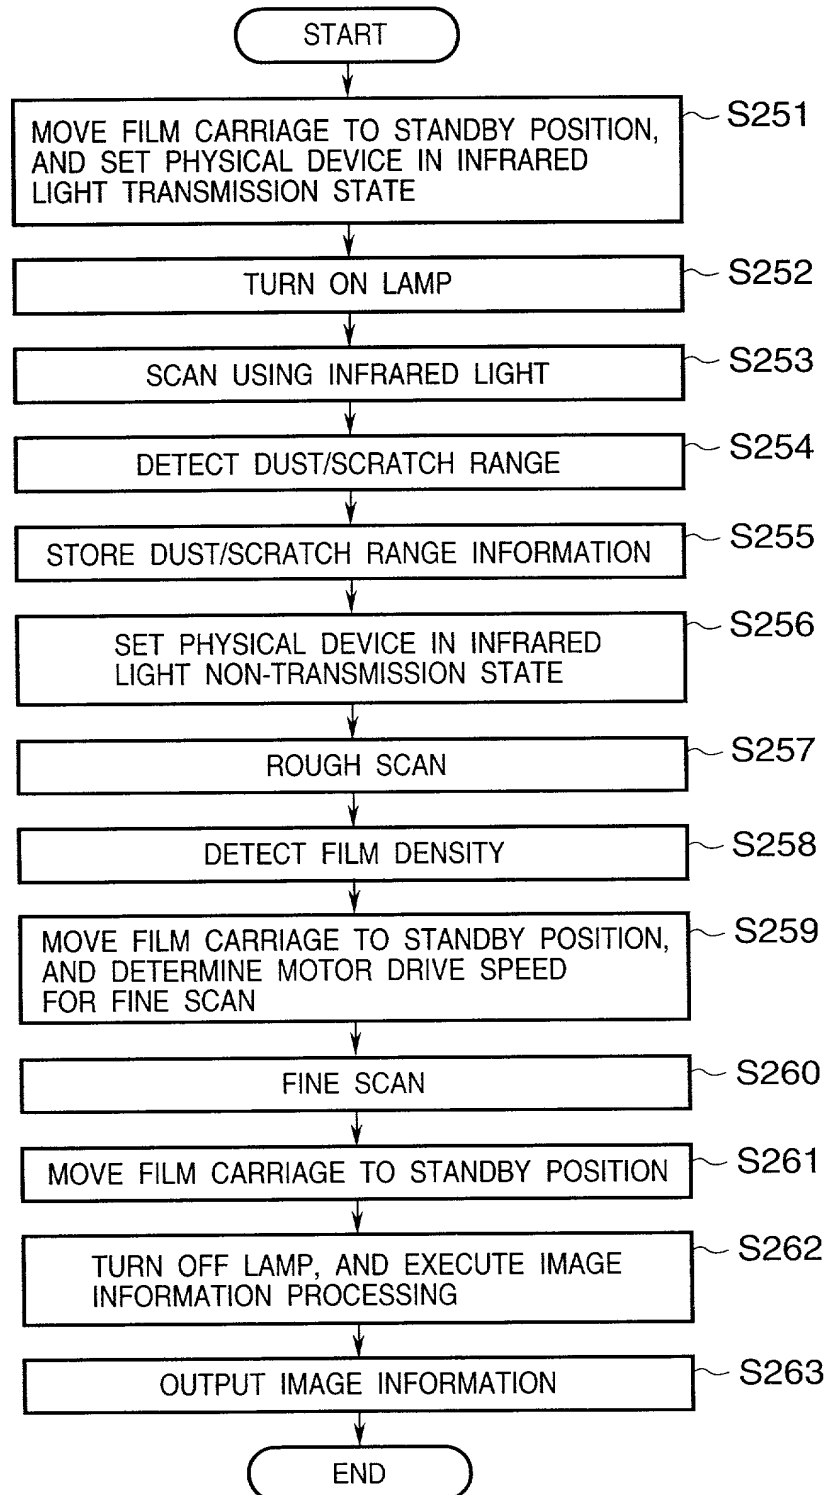 START
MOVE FILM CARRIAGE TO STANDBY POSITION,
AND SET PHYSICAL DEVICE IN INFRARED
LIGHT TRANSMISSION STATE
S251
TURN ON LAMP
S252
SCAN USING INFRARED LIGHT
S253
DETECT DUST/SCRATCH RANGE
S254
STORE DUST/SCRATCH RANGE INFORMATION
S255
SET PHYSICAL DEVICE IN INFRARED
LIGHT NON-TRANSMISSION STATE
S256
ROUGH SCAN
S257
DETECT FILM DENSITY
S258
MOVE FILM CARRIAGE TO STANDBY POSITION,
AND DETERMINE MOTOR DRIVE SPEED
FOR FINE SCAN
S259
FINE SCAN
S260
MOVE FILM CARRIAGE TO STANDBY POSITION
S261
TURN OFF LAMP, AND EXECUTE IMAGE
INFORMATION PROCESSING
S262
OUTPUT IMAGE INFORMATION
S263
END